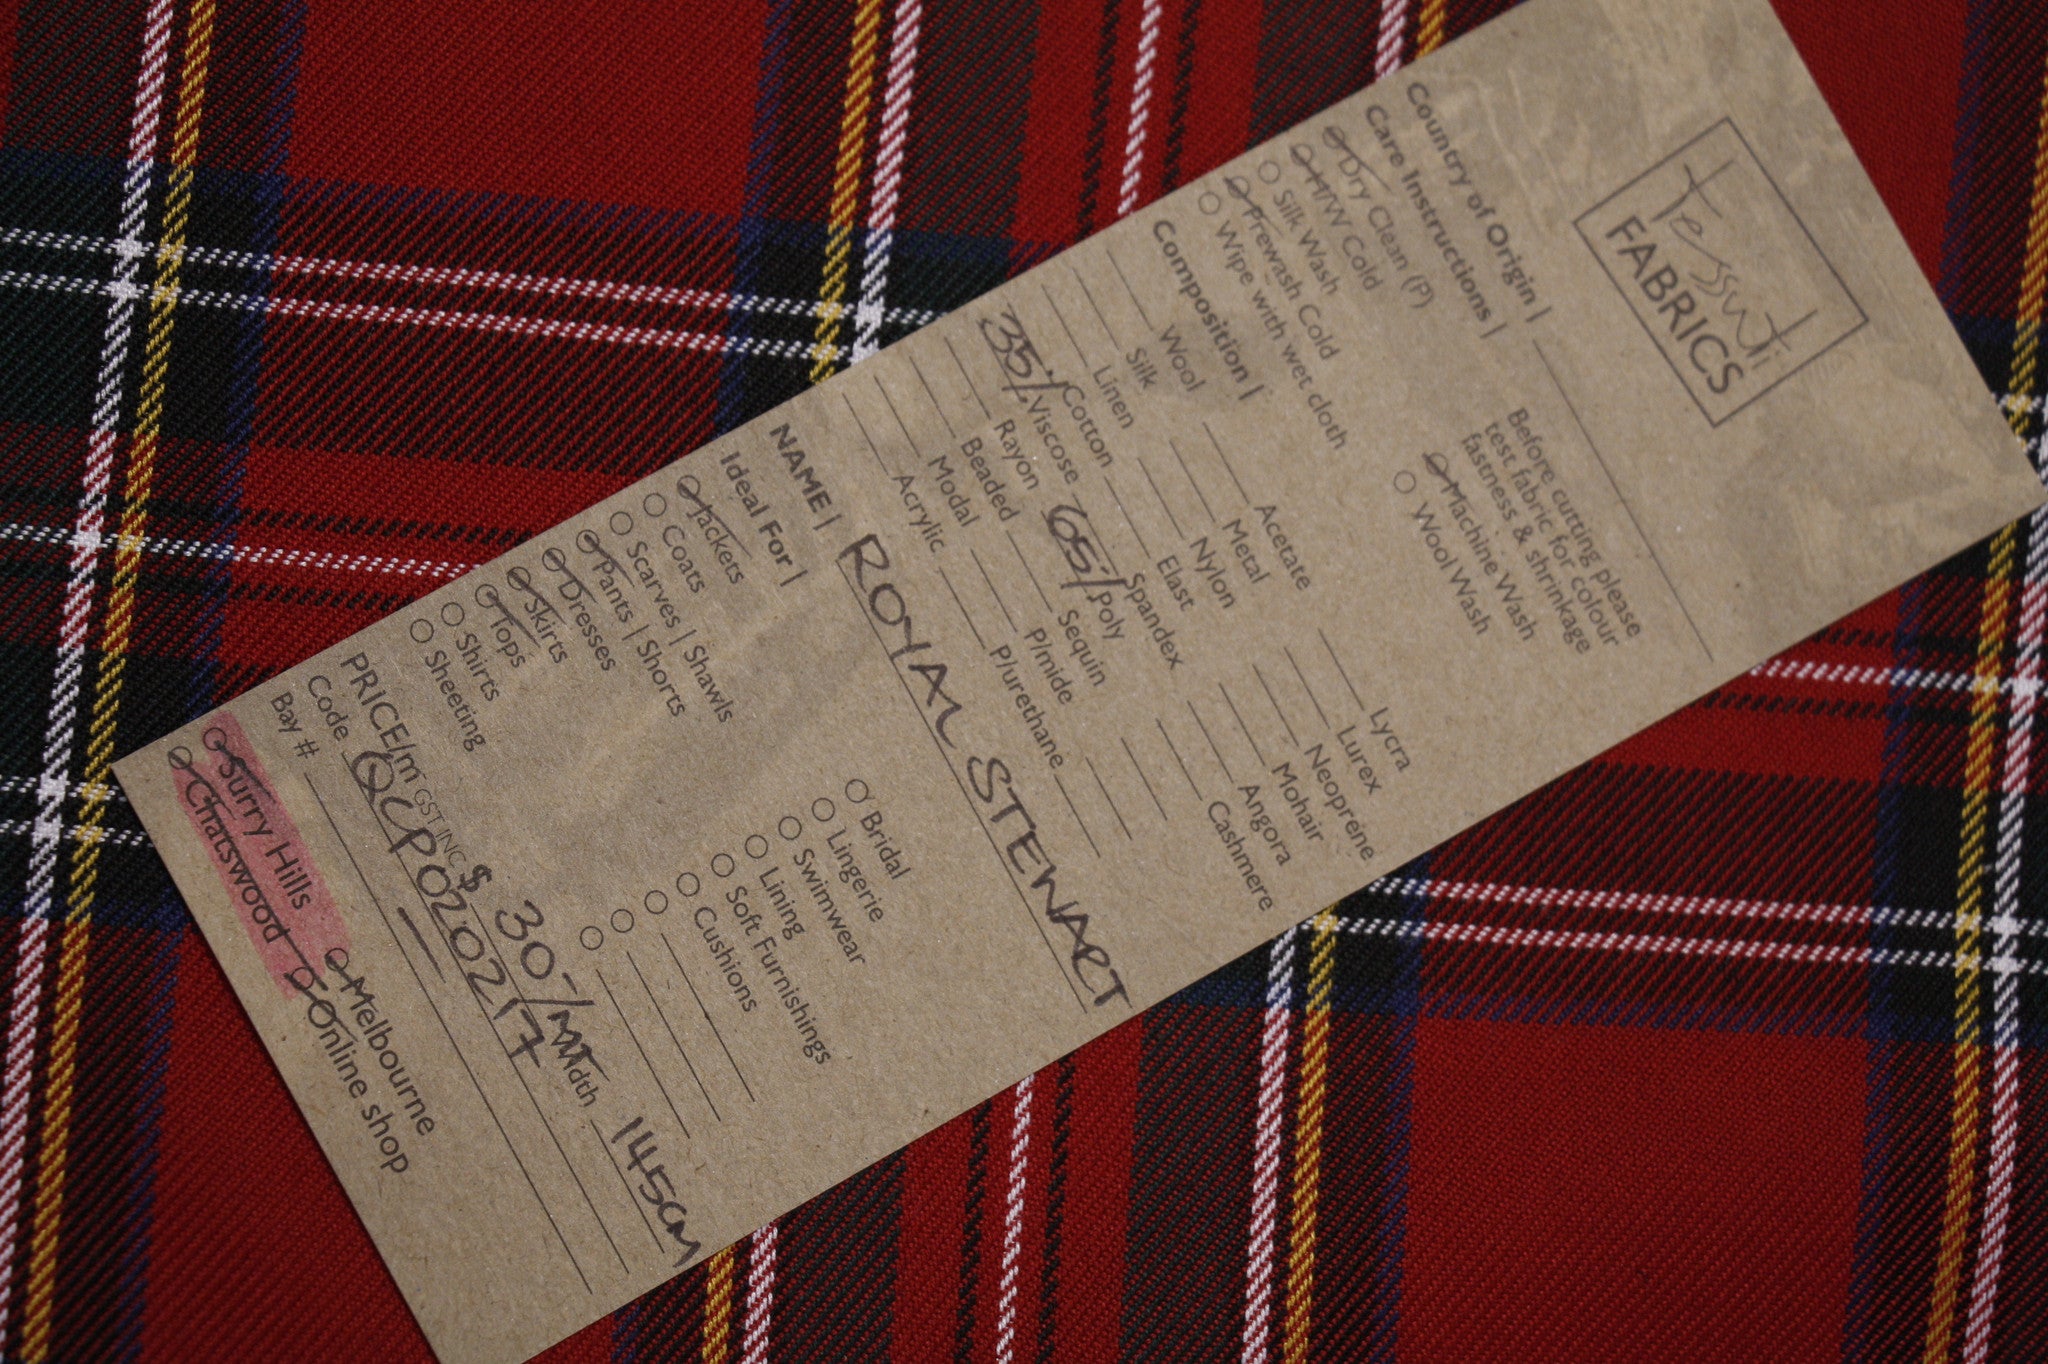 tessuti
FABRICS
Country of Origin |
Care Instructions |
Before cutting please
test fabric for colour
fastness & shrinkage
Dry Clean (P)
H/W Cold
Silk Wash
Prewash Cold
Wipe with wet cloth
Machine Wash
Wool Wash
Composition |
Wool Acetate Lycra
Silk Metal Lurex
Linen Nylon Neoprene
Cotton Elast Mohair
35% Viscose Spandex Angora
Rayon 65% Poly Cashmere
Beaded Sequin
Modal P/mide
Acrylic P/urethane
NAME | ROYAL STEWART
Ideal For |
Jackets Bridal
Coats Lingerie
Scarves | Shawls Swimwear
Pants | Shorts Lining
Dresses Soft Furnishings
Skirts Cushions
Tops
Shirts
Sheeting
PRICE/m GST INC $30-/MT Width 145cm
Code QCP020217
Bay # —
Surry Hills Melbourne
Chatswood Online shop